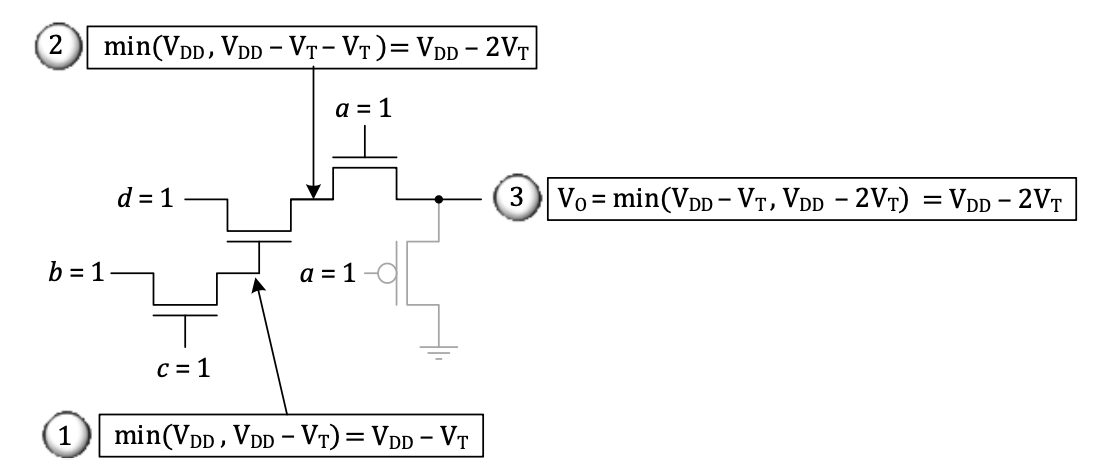 2 min(V_DD, V_DD – V_T – V_T) = V_DD – 2V_T
a = 1
d = 1
3 V_O = min(V_DD – V_T, V_DD – 2V_T) = V_DD – 2V_T
b = 1
a = 1
c = 1
1 min(V_DD, V_DD – V_T) = V_DD – V_T